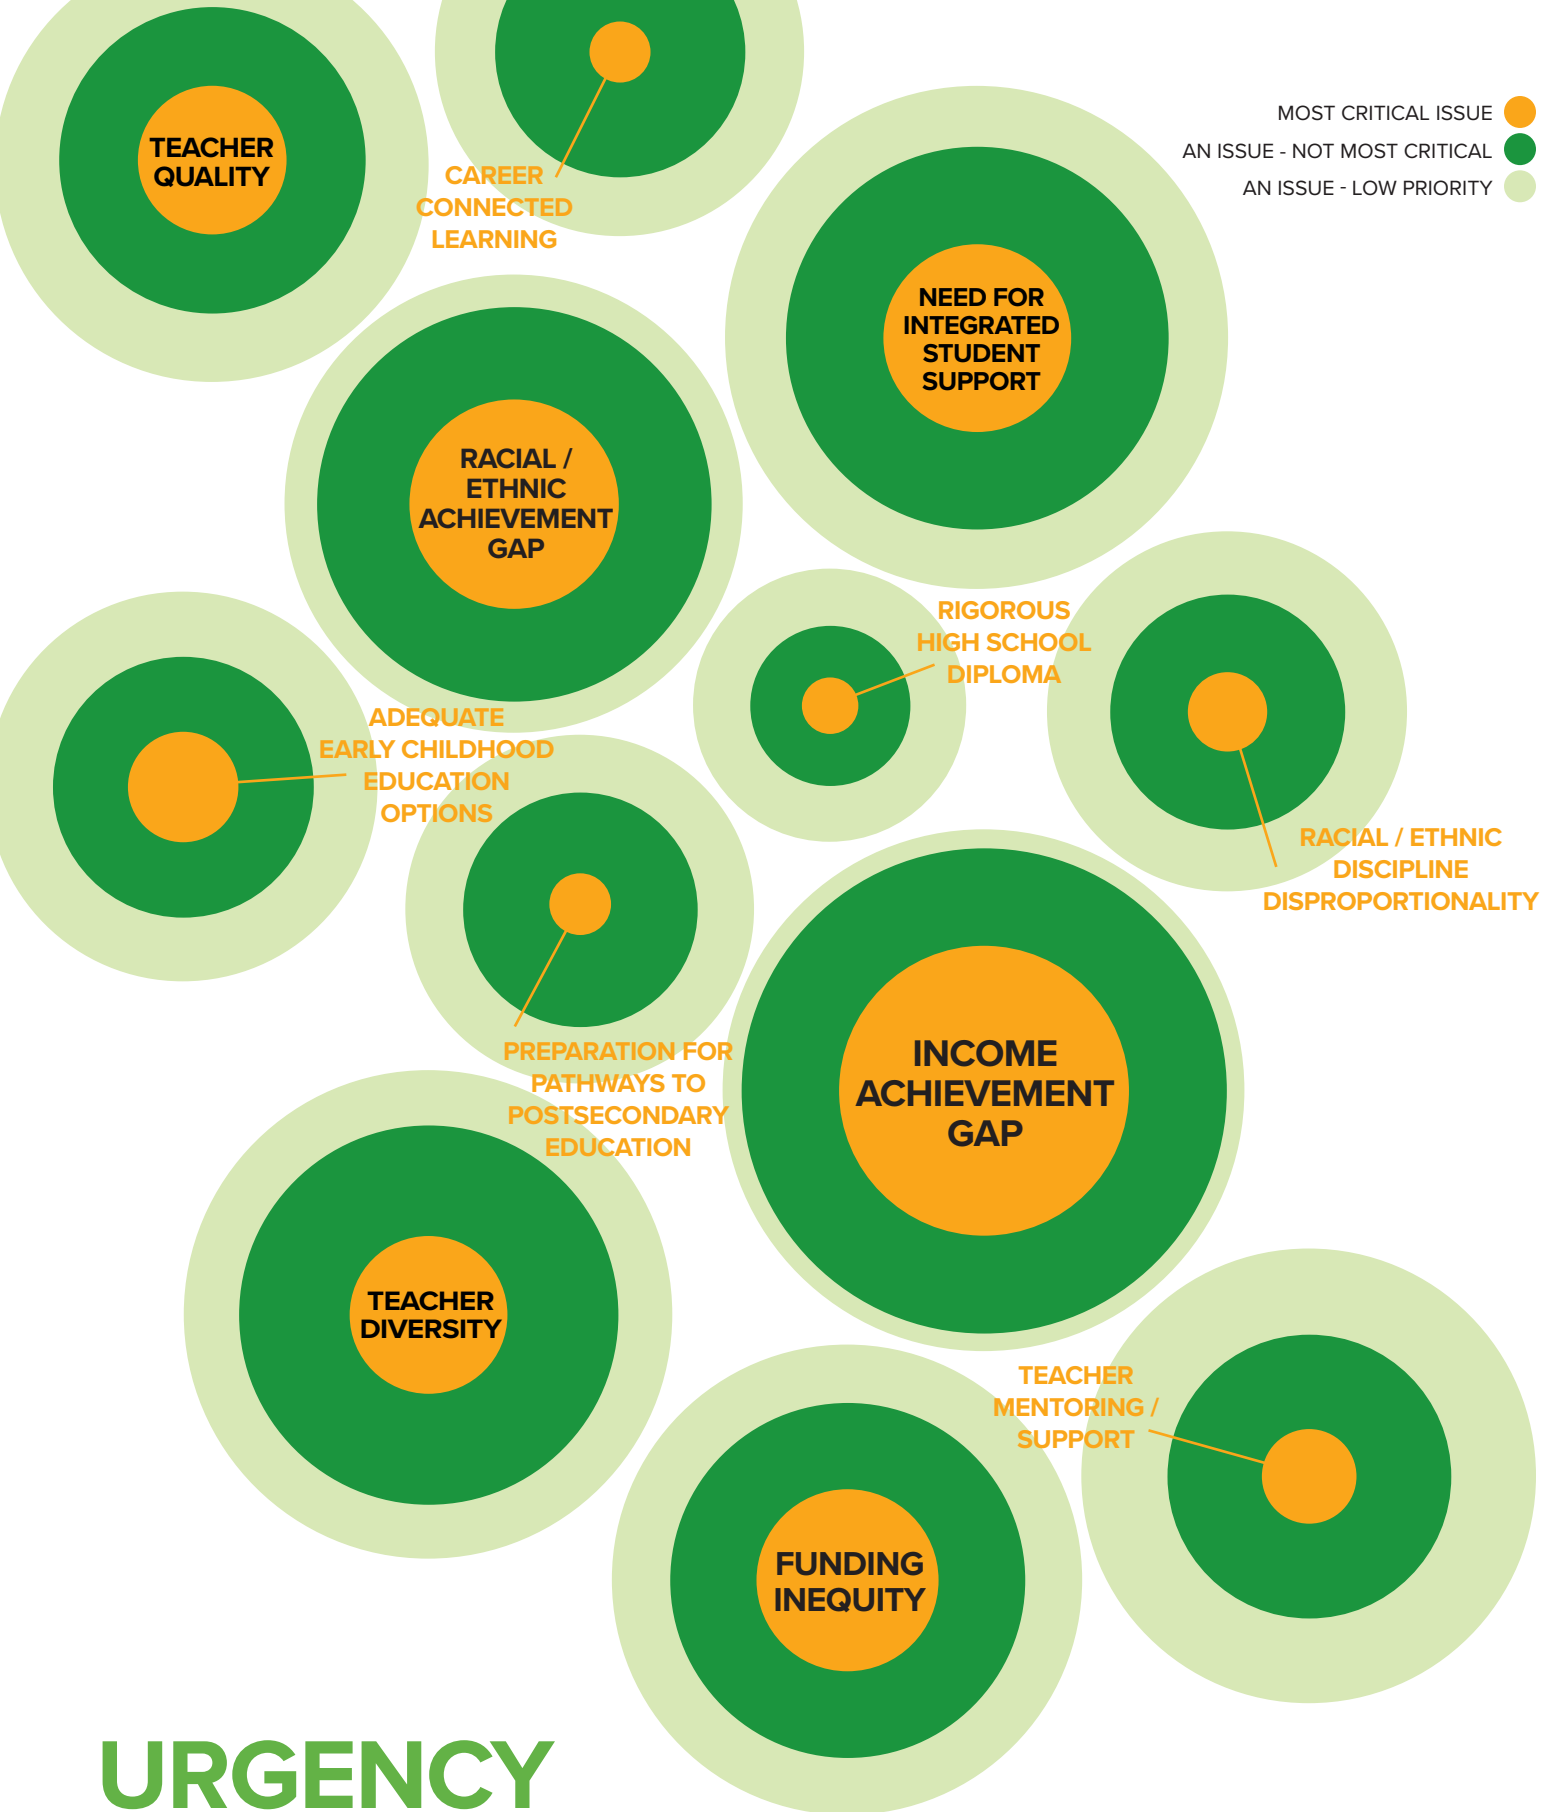 TEACHER
QUALITY
CAREER
CONNECTED
LEARNING
MOST CRITICAL ISSUE
AN ISSUE - NOT MOST CRITICAL
AN ISSUE - LOW PRIORITY
NEED FOR
INTEGRATED
STUDENT
SUPPORT
RACIAL /
ETHNIC
ACHIEVEMENT
GAP
RIGOROUS
HIGH SCHOOL
DIPLOMA
ADEQUATE
EARLY CHILDHOOD
EDUCATION
OPTIONS
RACIAL / ETHNIC
DISCIPLINE
DISPROPORTIONALITY
PREPARATION FOR
PATHWAYS TO
POSTSECONDARY
EDUCATION
INCOME
ACHIEVEMENT
GAP
TEACHER
DIVERSITY
TEACHER
MENTORING /
SUPPORT
FUNDING
INEQUITY
URGENCY